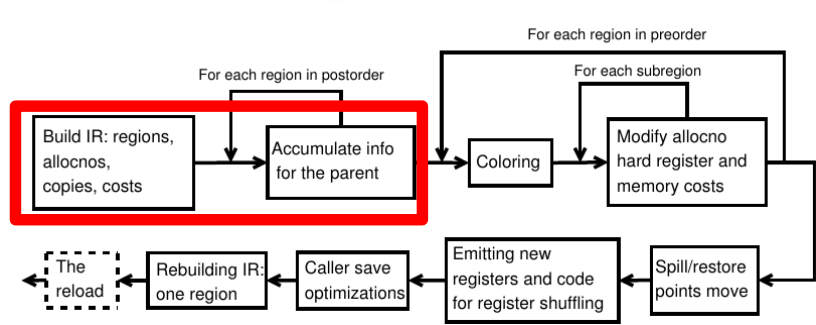 For each region in preorder
For each region in postorder
For each subregion
Build IR: regions,
allocnos,
copies, costs
Accumulate info
for the parent
Coloring
Modify allocno
hard register and
memory costs
The
reload
Rebuilding IR:
one region
Caller save
optimizations
Emitting new
registers and code
for register shuffling
Spill/restore
points move